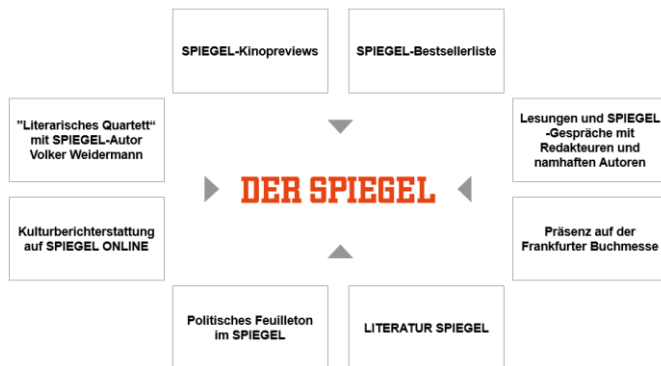 SPIEGEL-Kinopreviews
SPIEGEL-Bestsellerliste
"Literarisches Quartett“
mit SPIEGEL-Autor
Volker Weidermann
Lesungen und SPIEGEL
-Gespräche mit
Redakteuren und
namhaften Autoren
DER SPIEGEL
Kulturberichterstattung
auf SPIEGEL ONLINE
Präsenz auf der
Frankfurter Buchmesse
Politisches Feuilleton
im SPIEGEL
LITERATUR SPIEGEL